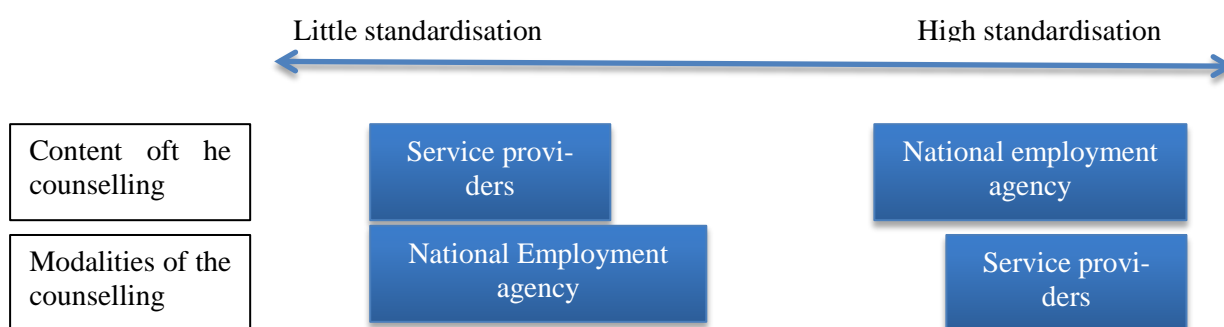 Little standardisation
High standardisation
Content oft he
counselling
Service provi-
ders
National employment
agency
Modalities of the
counselling
National Employment
agency
Service provi-
ders